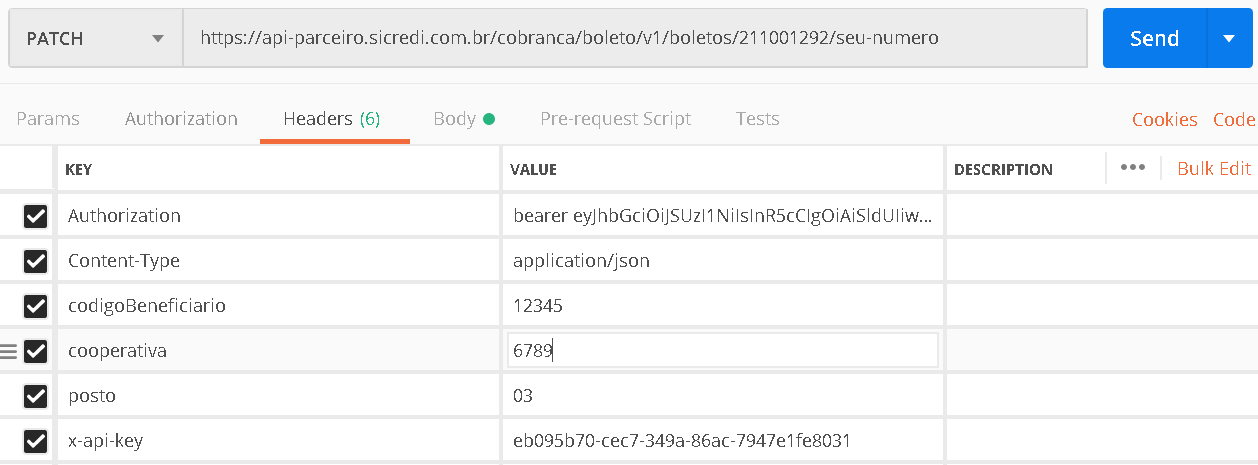 PATCH https://api-parceiro.sicredi.com.br/cobranca/boleto/v1/boletos/211001292/seu-numero Send
Params Authorization Headers (6) Body Pre-request Script Tests Cookies Code
KEY VALUE DESCRIPTION ••• Bulk Edit
Authorization bearer eyJhbGciOiJSUzI1NiIsInR5cCIgOiAiSldUIiw...
Content-Type application/json
codigoBeneficiario 12345
cooperativa 6789
posto 03
x-api-key eb095b70-cec7-349a-86ac-7947e1fe8031